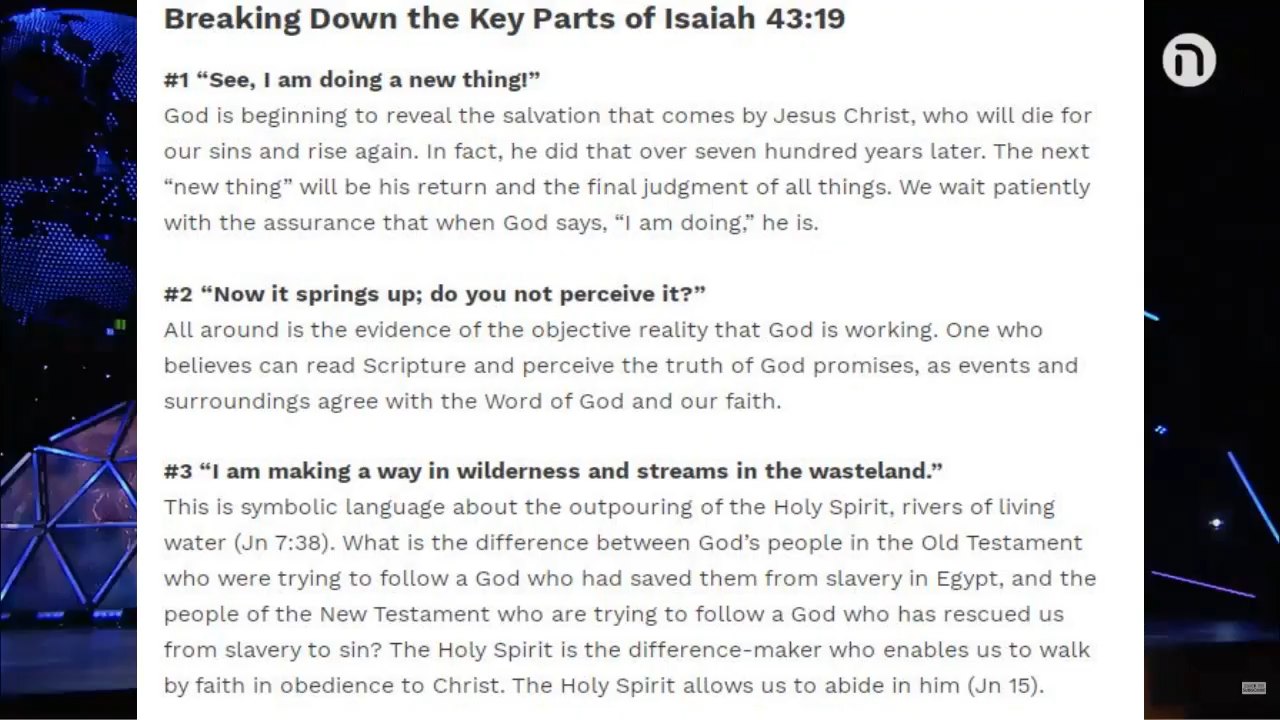 Breaking Down the Key Parts of Isaiah 43:19
#1 “See, I am doing a new thing!”
God is beginning to reveal the salvation that comes by Jesus Christ, who will die for
our sins and rise again. In fact, he did that over seven hundred years later. The next
“new thing” will be his return and the final judgment of all things. We wait patiently
with the assurance that when God says, “I am doing,” he is.
#2 “Now it springs up; do you not perceive it?”
All around is the evidence of the objective reality that God is working. One who
believes can read Scripture and perceive the truth of God promises, as events and
surroundings agree with the Word of God and our faith.
#3 “I am making a way in wilderness and streams in the wasteland.”
This is symbolic language about the outpouring of the Holy Spirit, rivers of living
water (Jn 7:38). What is the difference between God’s people in the Old Testament
who were trying to follow a God who had saved them from slavery in Egypt, and the
people of the New Testament who are trying to follow a God who has rescued us
from slavery to sin? The Holy Spirit is the difference-maker who enables us to walk
by faith in obedience to Christ. The Holy Spirit allows us to abide in him (Jn 15).